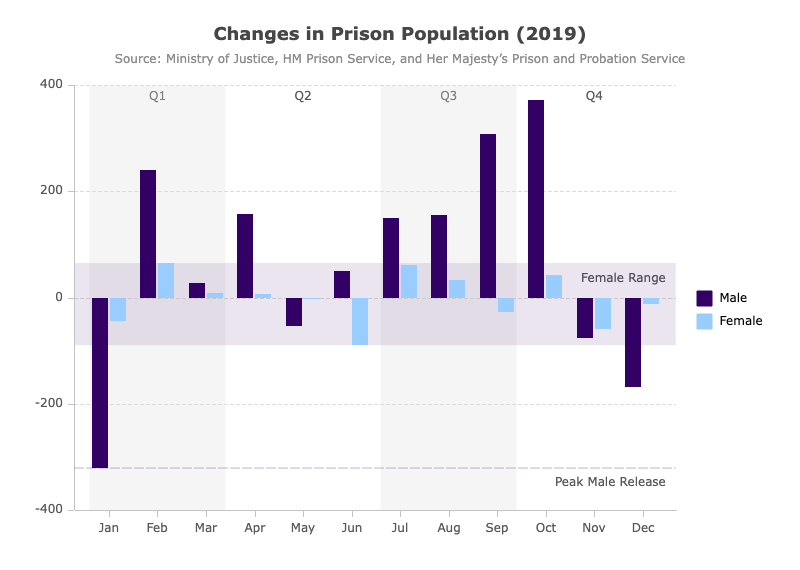 Changes in Prison Population (2019)
Source: Ministry of Justice, HM Prison Service, and Her Majesty’s Prison and Probation Service
400
Q1 Q2 Q3 Q4
200
Female Range
0
Male
Female
-200
Peak Male Release
-400
Jan Feb Mar Apr May Jun Jul Aug Sep Oct Nov Dec